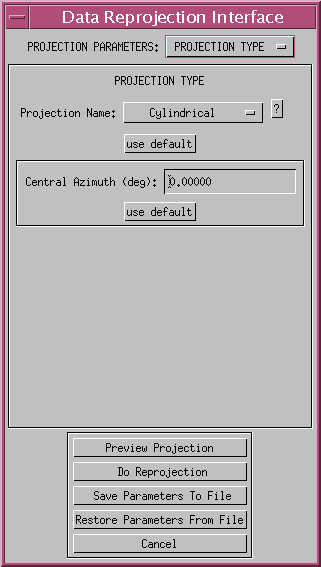 Data Reprojection Interface
PROJECTION PARAMETERS: PROJECTION TYPE
PROJECTION TYPE
Projection Name: Cylindrical ?
use default
Central Azimuth (deg): 0.00000
use default
Preview Projection
Do Reprojection
Save Parameters To File
Restore Parameters From File
Cancel